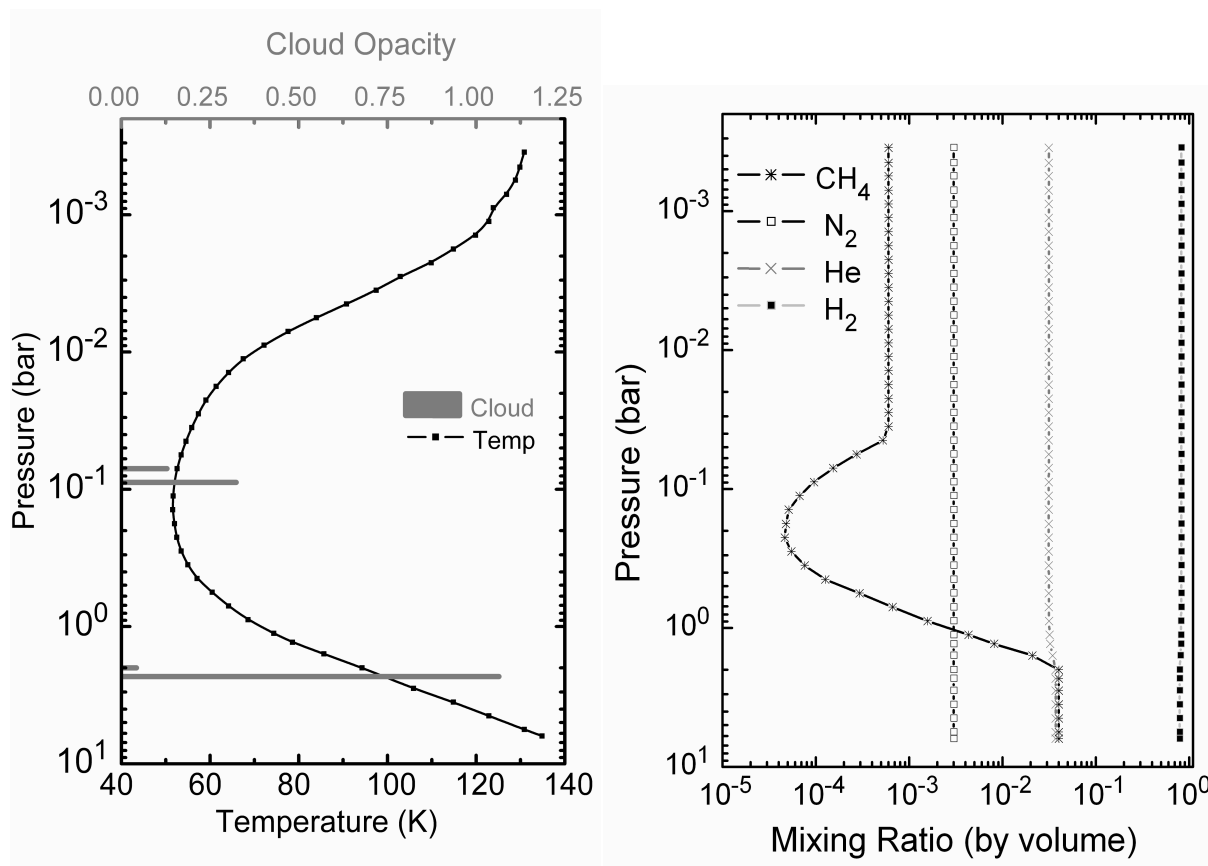 Cloud Opacity
0.00 0.25 0.50 0.75 1.00 1.25
10-3
10-2
10-1
100
101
Pressure (bar)
Cloud
Temp
40 60 80 100 120 140
Temperature (K)
CH4
N2
He
H2
10-3
10-2
10-1
100
101
Pressure (bar)
10-5 10-4 10-3 10-2 10-1 100
Mixing Ratio (by volume)